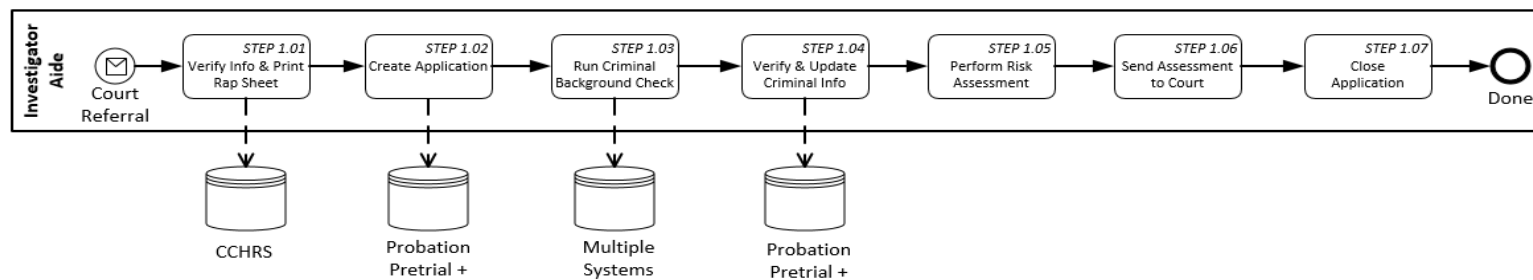 Investigator
Aide
Court
Referral
STEP 1.01
Verify Info & Print
Rap Sheet
STEP 1.02
Create Application
STEP 1.03
Run Criminal
Background Check
STEP 1.04
Verify & Update
Criminal Info
STEP 1.05
Perform Risk
Assessment
STEP 1.06
Send Assessment
to Court
STEP 1.07
Close
Application
Done
CCHRS
Probation
Pretrial +
Multiple
Systems
Probation
Pretrial +